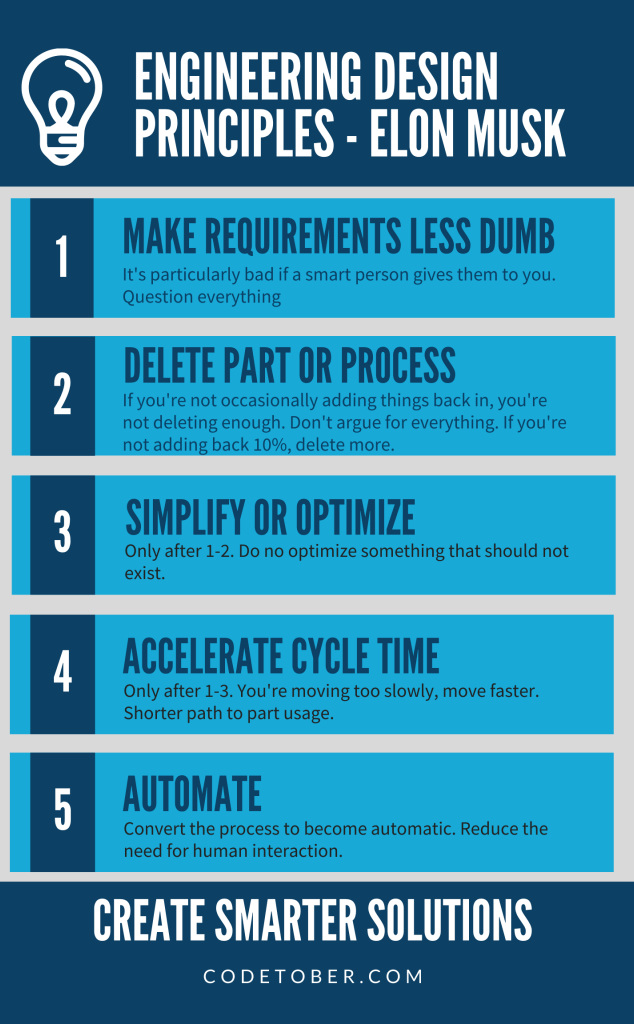 ENGINEERING DESIGN
PRINCIPLES - ELON MUSK
1
MAKE REQUIREMENTS LESS DUMB
It's particularly bad if a smart person gives them to you.
Question everything
2
DELETE PART OR PROCESS
If you're not occasionally adding things back in, you're
not deleting enough. Don't argue for everything. If you're
not adding back 10%, delete more.
3
SIMPLIFY OR OPTIMIZE
Only after 1-2. Do no optimize something that should not
exist.
4
ACCELERATE CYCLE TIME
Only after 1-3. You're moving too slowly, move faster.
Shorter path to part usage.
5
AUTOMATE
Convert the process to become automatic. Reduce the
need for human interaction.
CREATE SMARTER SOLUTIONS
CODETOBER.COM